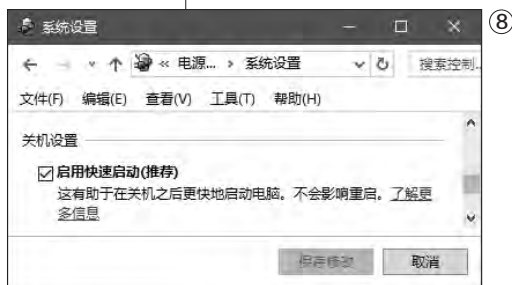 系统设置
⑧
« 电源... › 系统设置
搜索控制...
文件(F) 编辑(E) 查看(V) 工具(T) 帮助(H)
关机设置
启用快速启动(推荐)
这有助于在关机之后更快地启动电脑。不会影响重启。了解更
多信息
保存修改 取消